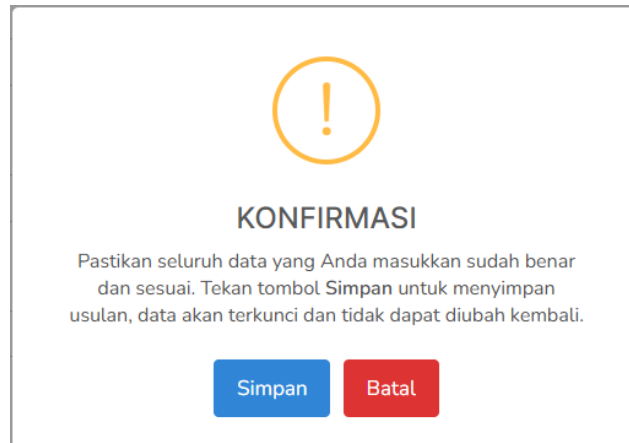 KONFIRMASI
Pastikan seluruh data yang Anda masukkan sudah benar
dan sesuai. Tekan tombol Simpan untuk menyimpan
usulan, data akan terkunci dan tidak dapat diubah kembali.
Simpan Batal